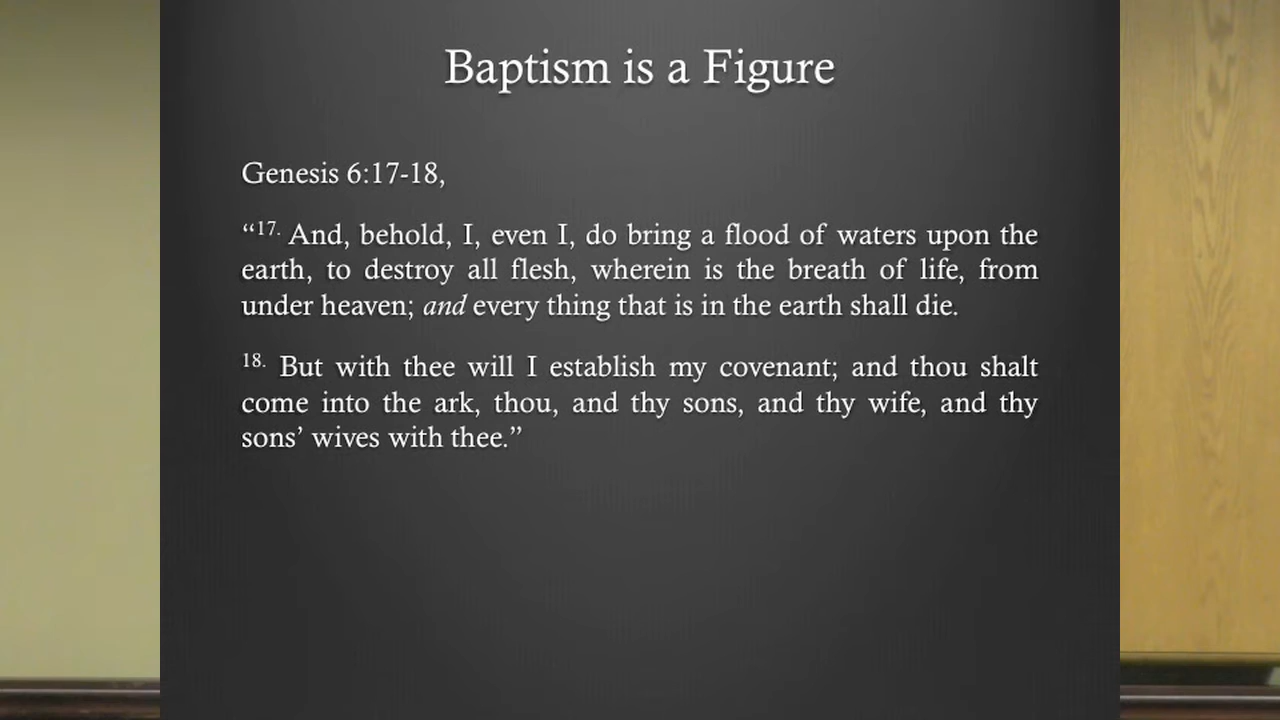 Baptism is a Figure
Genesis 6:17-18,
“17. And, behold, I, even I, do bring a flood of waters upon the
earth, to destroy all flesh, wherein is the breath of life, from
under heaven; and every thing that is in the earth shall die.
18. But with thee will I establish my covenant; and thou shalt
come into the ark, thou, and thy sons, and thy wife, and thy
sons’ wives with thee.”